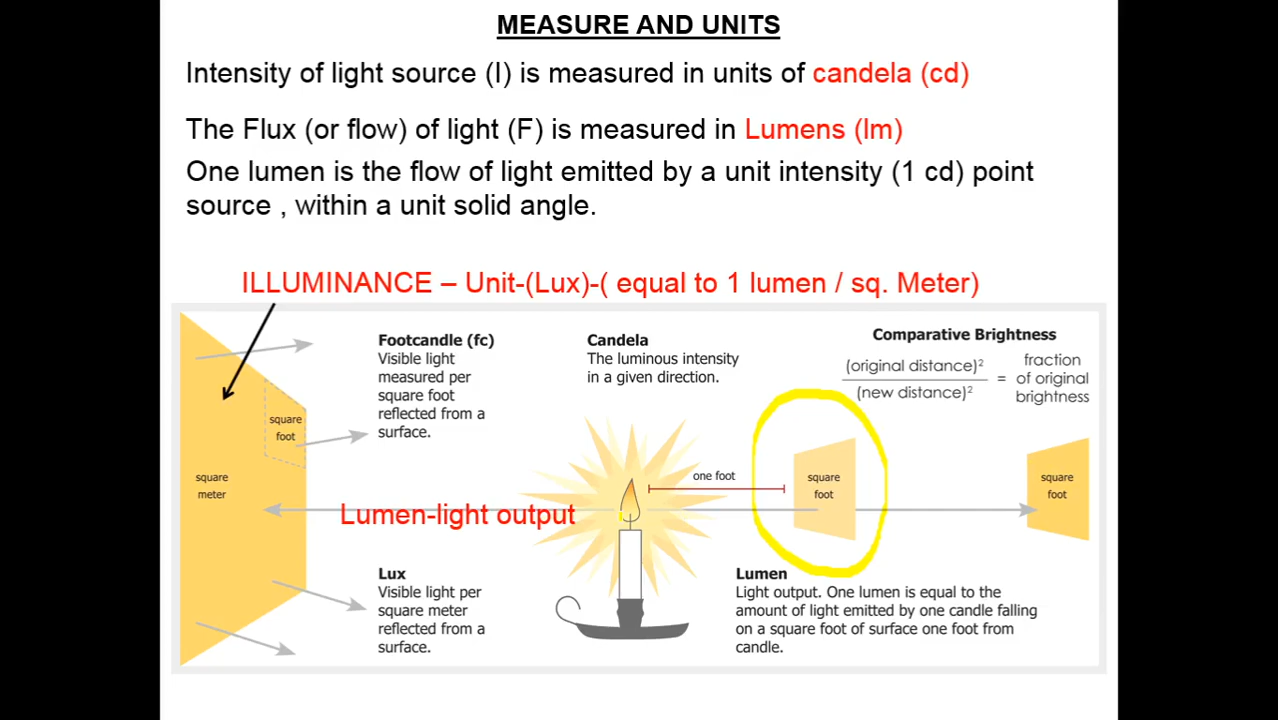 MEASURE AND UNITS
Intensity of light source (I) is measured in units of candela (cd)
The Flux (or flow) of light (F) is measured in Lumens (lm)
One lumen is the flow of light emitted by a unit intensity (1 cd) point
source , within a unit solid angle.
ILLUMINANCE – Unit-(Lux)-( equal to 1 lumen / sq. Meter)
Footcandle (fc)
Visible light
measured per
square foot
reflected from a
surface.
Candela
The luminous intensity
in a given direction.
Comparative Brightness
(original distance)²
(new distance)²
=
fraction
of original
brightness
square
foot
square
meter
one foot
square
foot
square
foot
Lumen-light output
Lux
Visible light per
square meter
reflected from a
surface.
Lumen
Light output. One lumen is equal to the
amount of light emitted by one candle falling
on a square foot of surface one foot from
candle.